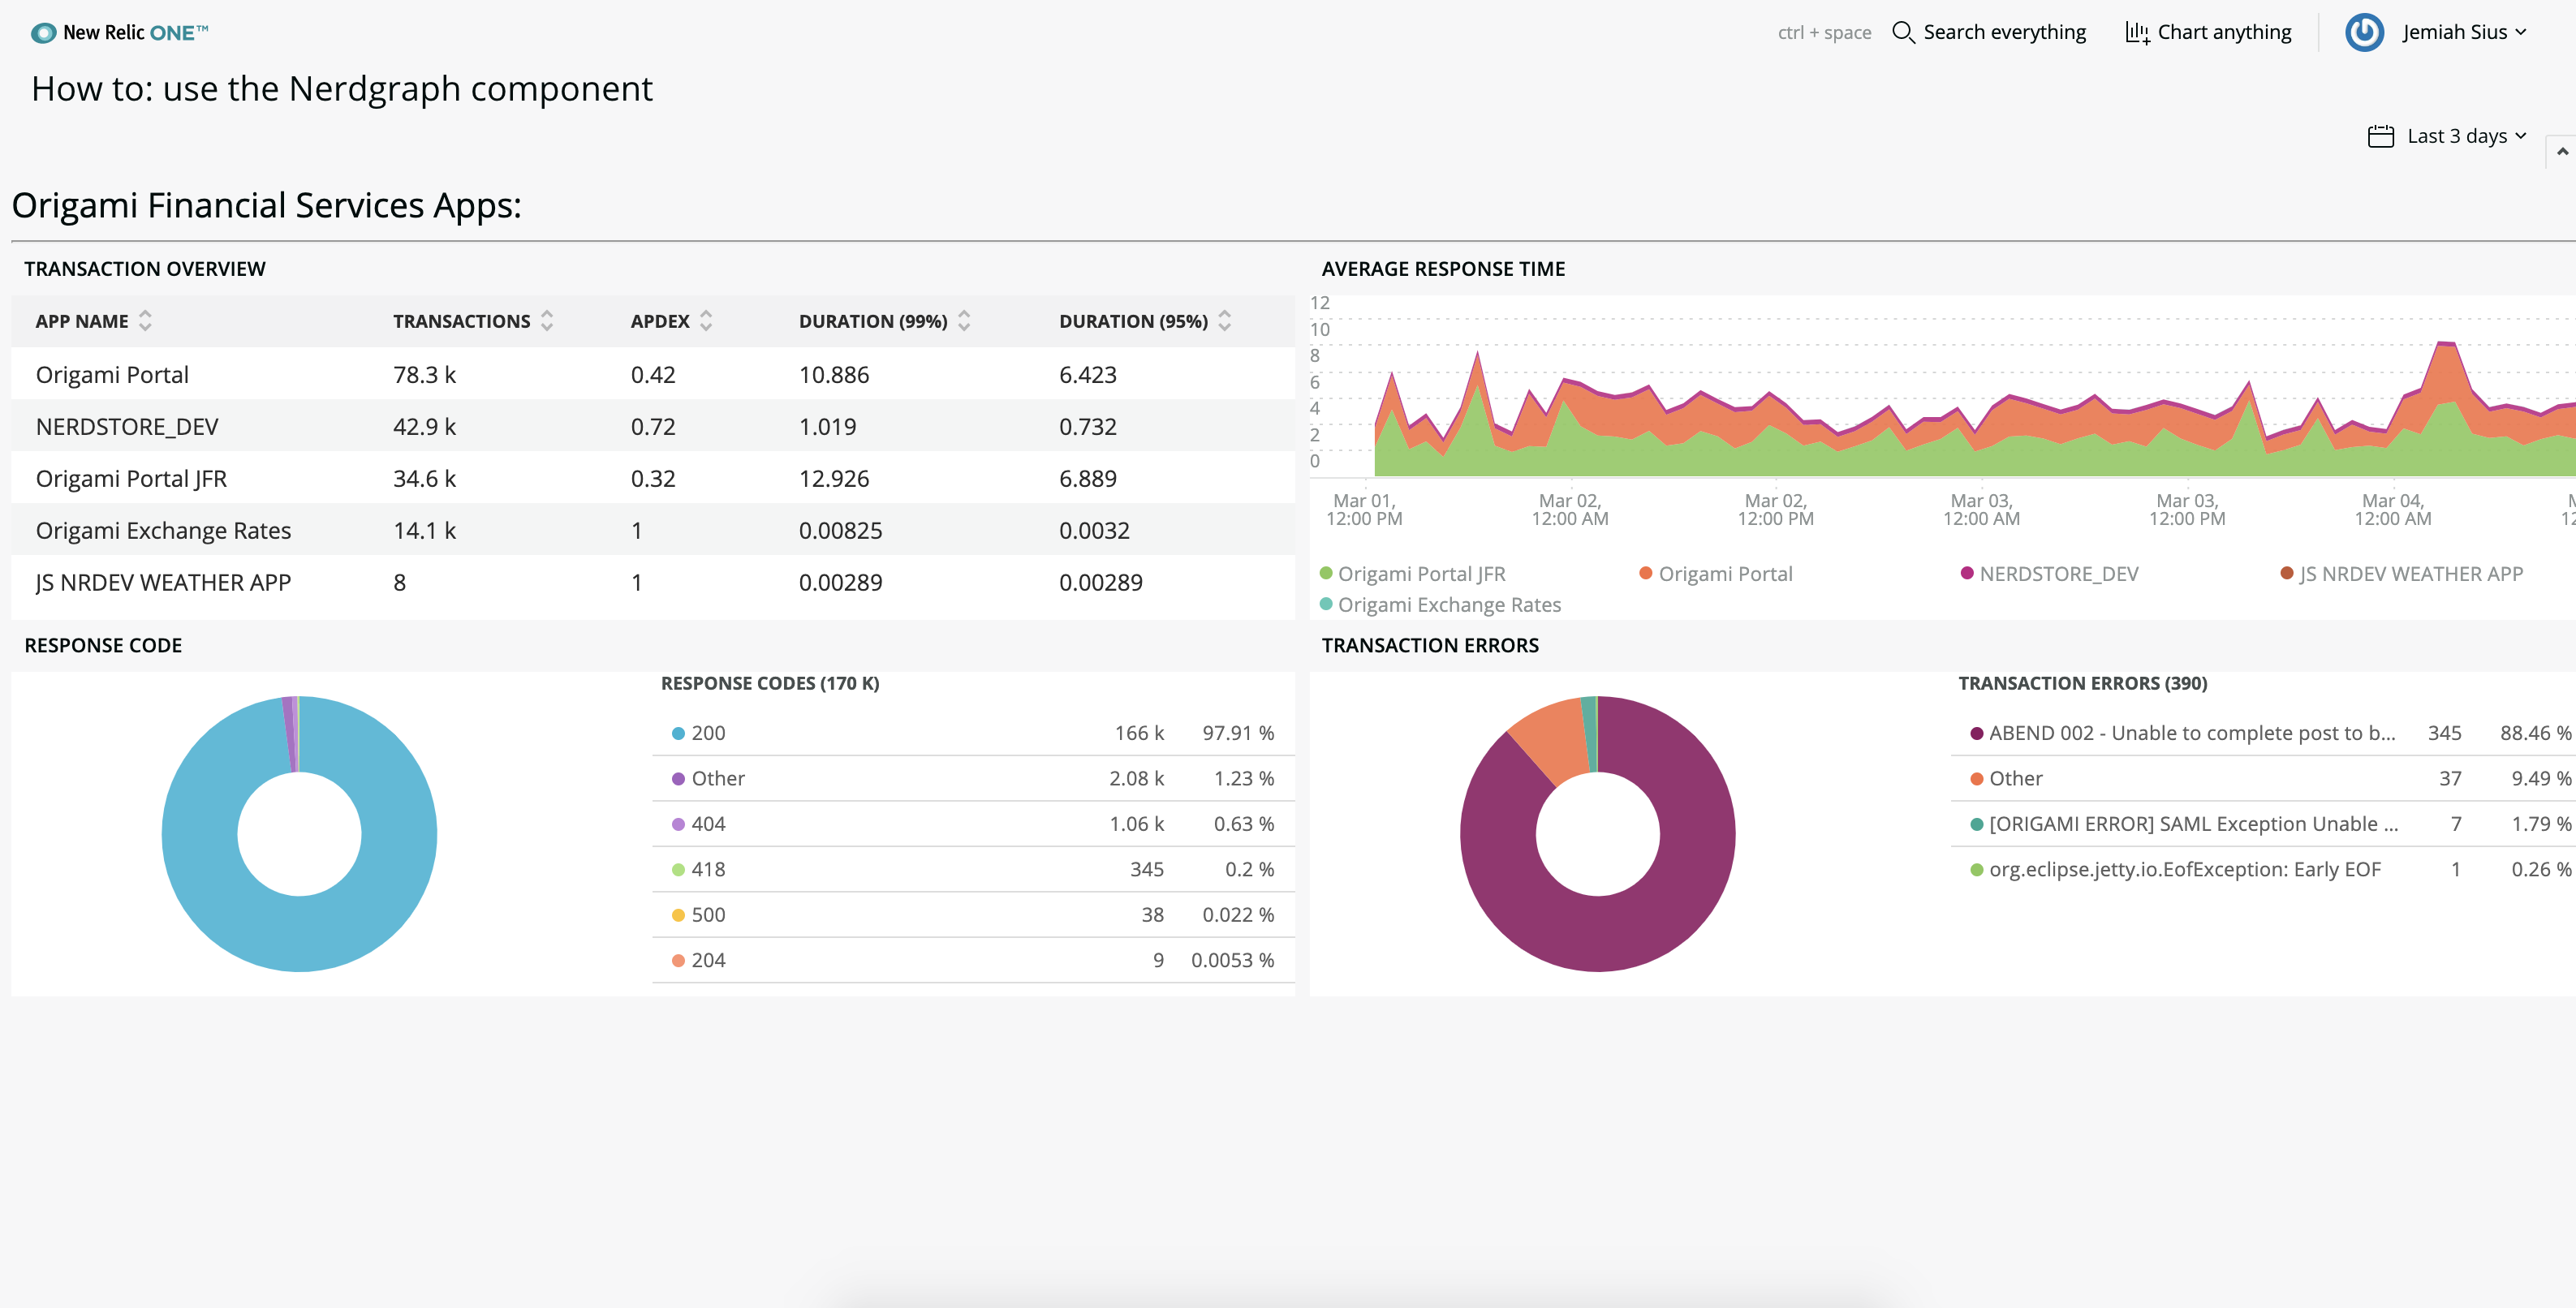 New Relic ONE™
ctrl + space Search everything Chart anything Jemiah Sius
How to: use the Nerdgraph component
Last 3 days
Origami Financial Services Apps:
TRANSACTION OVERVIEW
APP NAME TRANSACTIONS APDEX DURATION (99%) DURATION (95%)
Origami Portal 78.3 k 0.42 10.886 6.423
NERDSTORE_DEV 42.9 k 0.72 1.019 0.732
Origami Portal JFR 34.6 k 0.32 12.926 6.889
Origami Exchange Rates 14.1 k 1 0.00825 0.0032
JS NRDEV WEATHER APP 8 1 0.00289 0.00289
AVERAGE RESPONSE TIME
12
10
8
6
4
2
0
Mar 01, Mar 02, Mar 02, Mar 03, Mar 03, Mar 04,
12:00 PM 12:00 AM 12:00 PM 12:00 AM 12:00 PM 12:00 AM
Origami Portal JFR Origami Portal NERDSTORE_DEV JS NRDEV WEATHER APP
Origami Exchange Rates
RESPONSE CODE
RESPONSE CODES (170 K)
200 166 k 97.91 %
Other 2.08 k 1.23 %
404 1.06 k 0.63 %
418 345 0.2 %
500 38 0.022 %
204 9 0.0053 %
TRANSACTION ERRORS
TRANSACTION ERRORS (390)
ABEND 002 - Unable to complete post to b... 345 88.46 %
Other 37 9.49 %
[ORIGAMI ERROR] SAML Exception Unable ... 7 1.79 %
org.eclipse.jetty.io.EofException: Early EOF 1 0.26 %